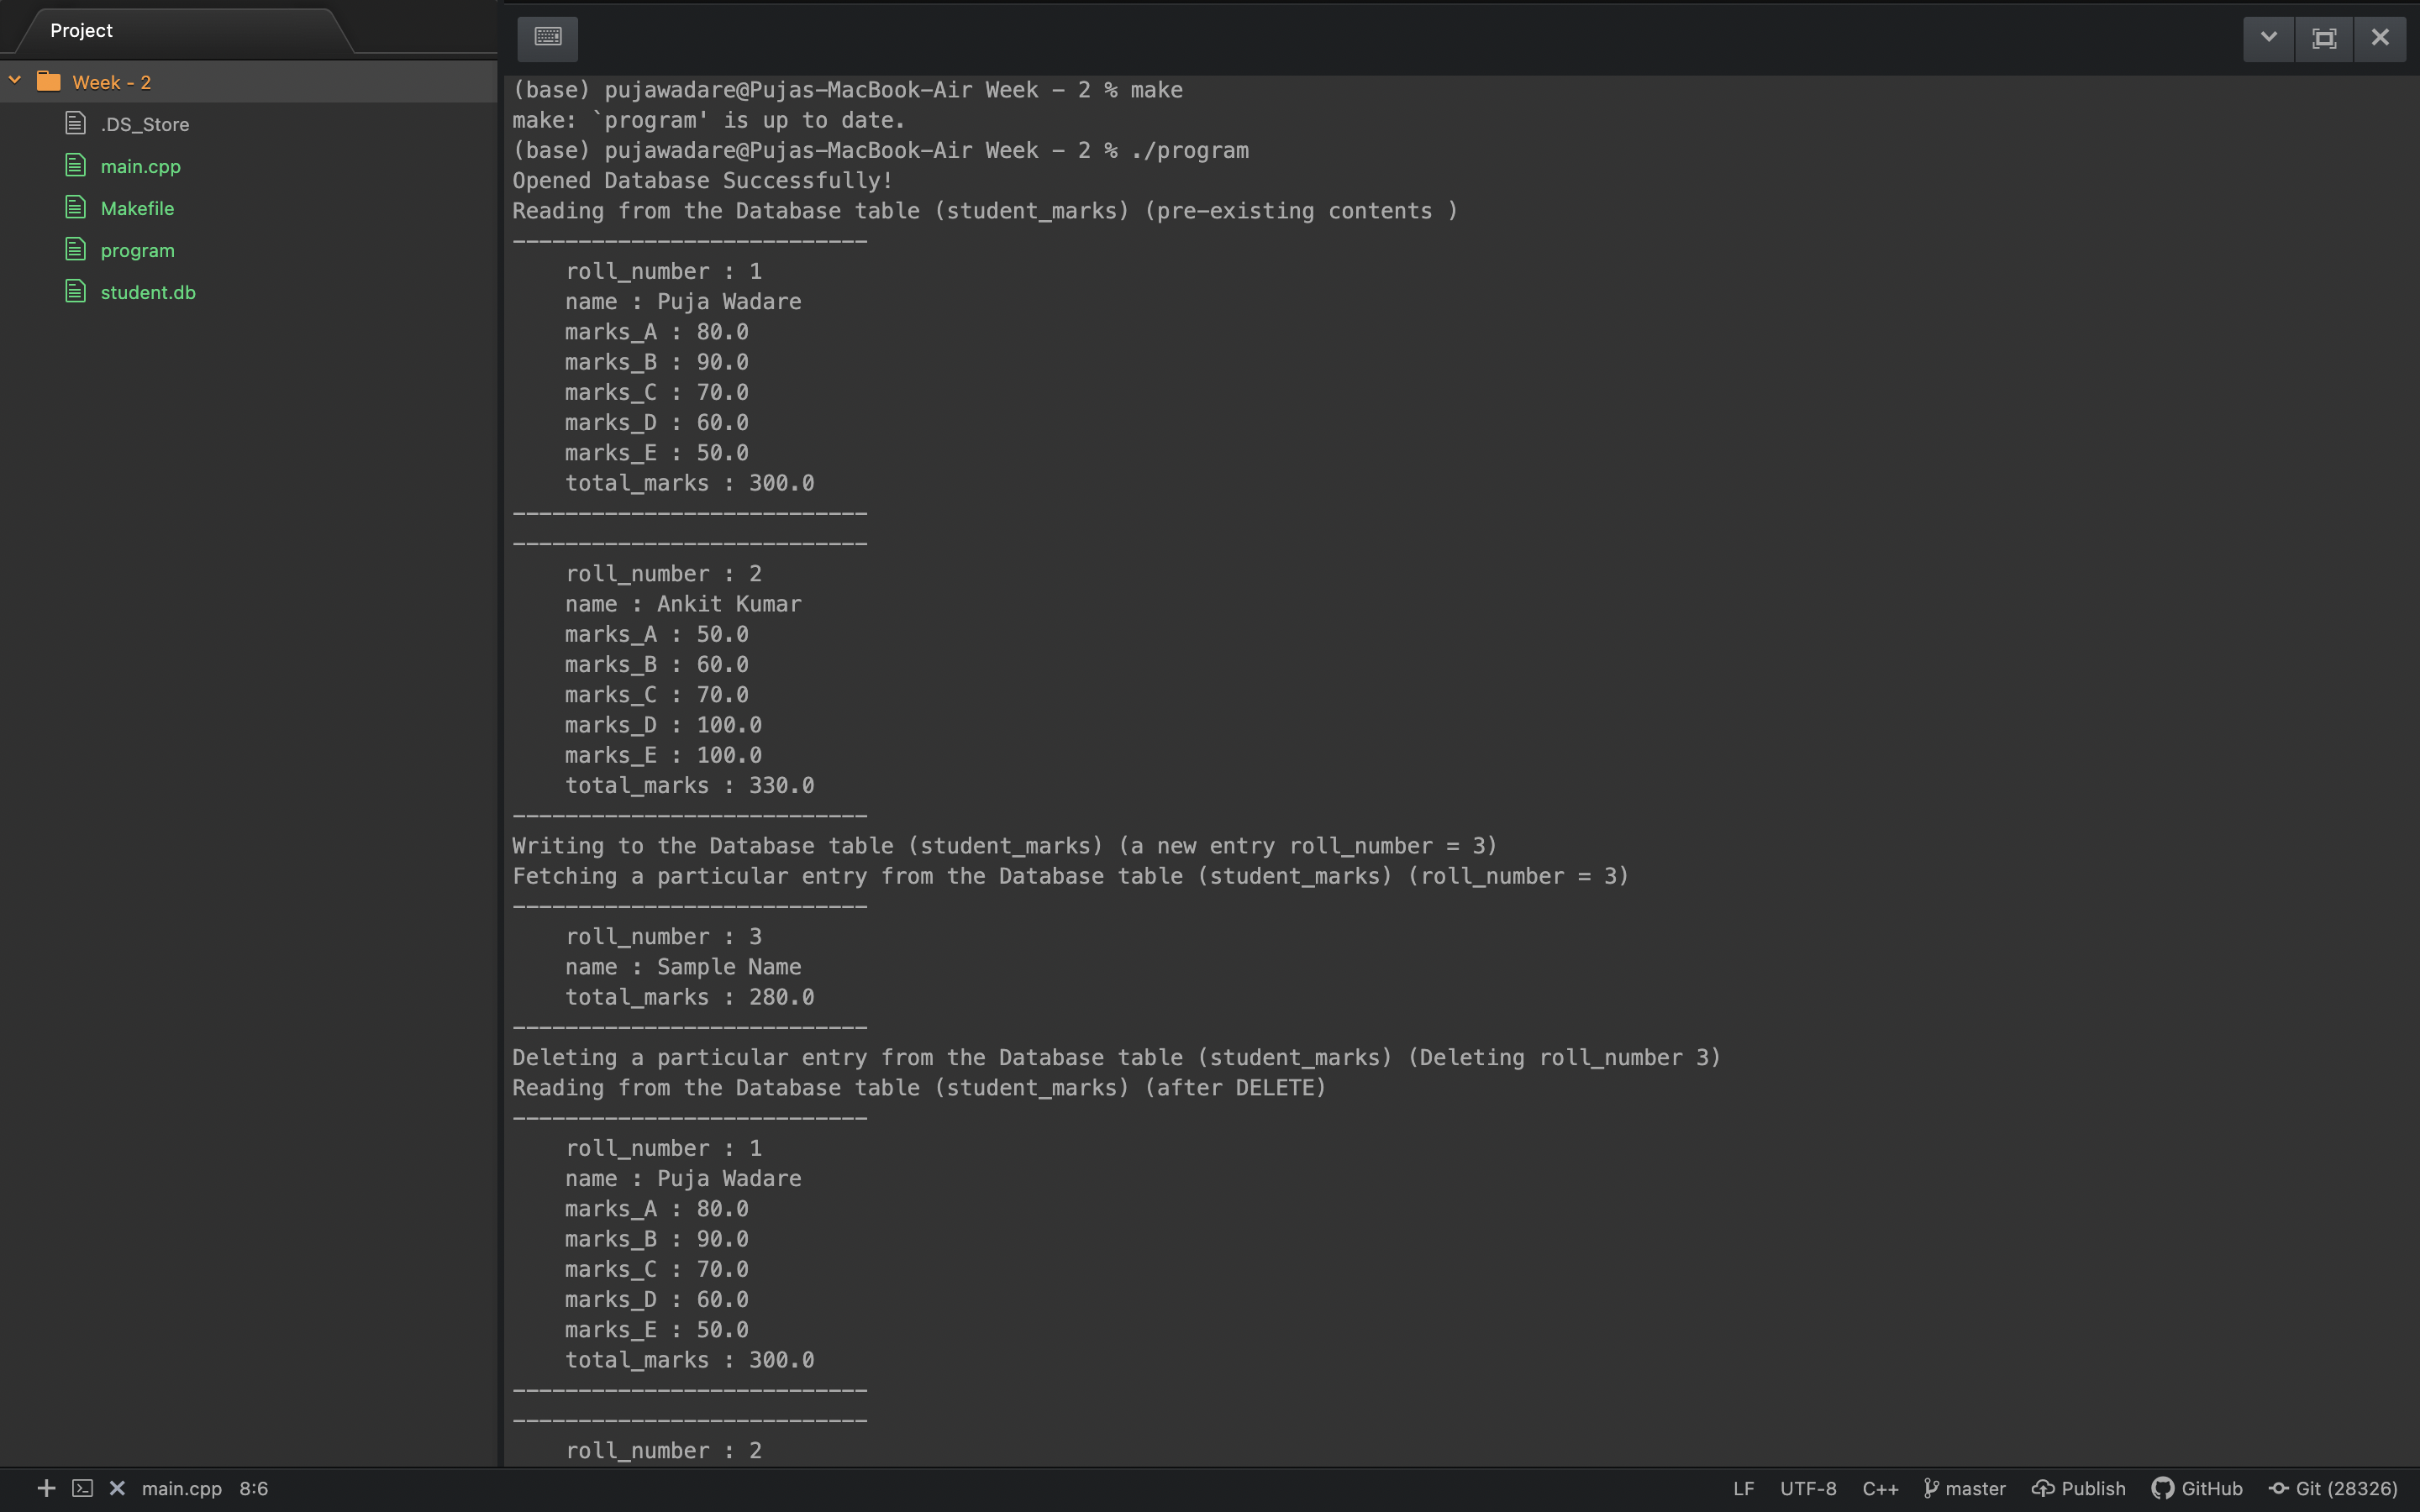 Project
Week - 2
.DS_Store
main.cpp
Makefile
program
student.db
(base) pujawadare@Pujas-MacBook-Air Week - 2 % make
make: `program' is up to date.
(base) pujawadare@Pujas-MacBook-Air Week - 2 % ./program
Opened Database Successfully!
Reading from the Database table (student_marks) (pre-existing contents )
---------------------------
roll_number : 1
name : Puja Wadare
marks_A : 80.0
marks_B : 90.0
marks_C : 70.0
marks_D : 60.0
marks_E : 50.0
total_marks : 300.0
---------------------------
---------------------------
roll_number : 2
name : Ankit Kumar
marks_A : 50.0
marks_B : 60.0
marks_C : 70.0
marks_D : 100.0
marks_E : 100.0
total_marks : 330.0
---------------------------
Writing to the Database table (student_marks) (a new entry roll_number = 3)
Fetching a particular entry from the Database table (student_marks) (roll_number = 3)
---------------------------
roll_number : 3
name : Sample Name
total_marks : 280.0
---------------------------
Deleting a particular entry from the Database table (student_marks) (Deleting roll_number 3)
Reading from the Database table (student_marks) (after DELETE)
---------------------------
roll_number : 1
name : Puja Wadare
marks_A : 80.0
marks_B : 90.0
marks_C : 70.0
marks_D : 60.0
marks_E : 50.0
total_marks : 300.0
---------------------------
---------------------------
roll_number : 2
main.cpp 8:6 LF UTF-8 C++ master Publish GitHub Git (28326)